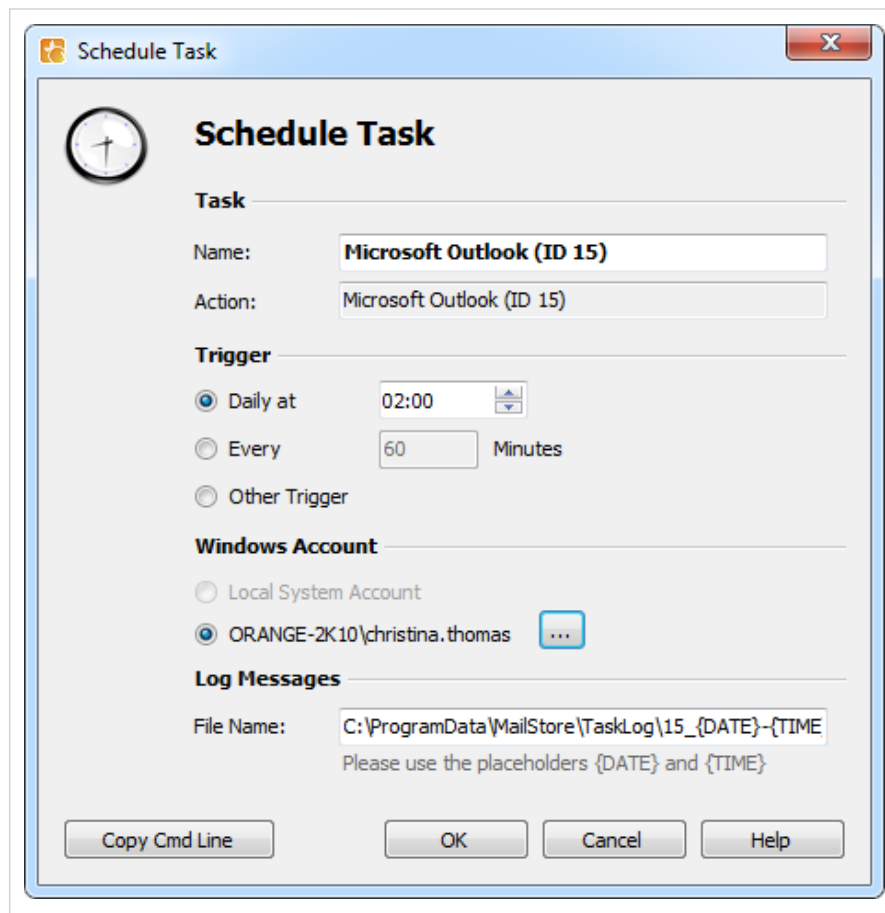 Schedule Task
Schedule Task
Task
Name: Microsoft Outlook (ID 15)
Action: Microsoft Outlook (ID 15)
Trigger
Daily at 02:00
Every 60 Minutes
Other Trigger
Windows Account
Local System Account
ORANGE-2K10\christina.thomas ...
Log Messages
File Name: C:\ProgramData\MailStore\TaskLog\15_{DATE}-{TIME
Please use the placeholders {DATE} and {TIME}
Copy Cmd Line OK Cancel Help